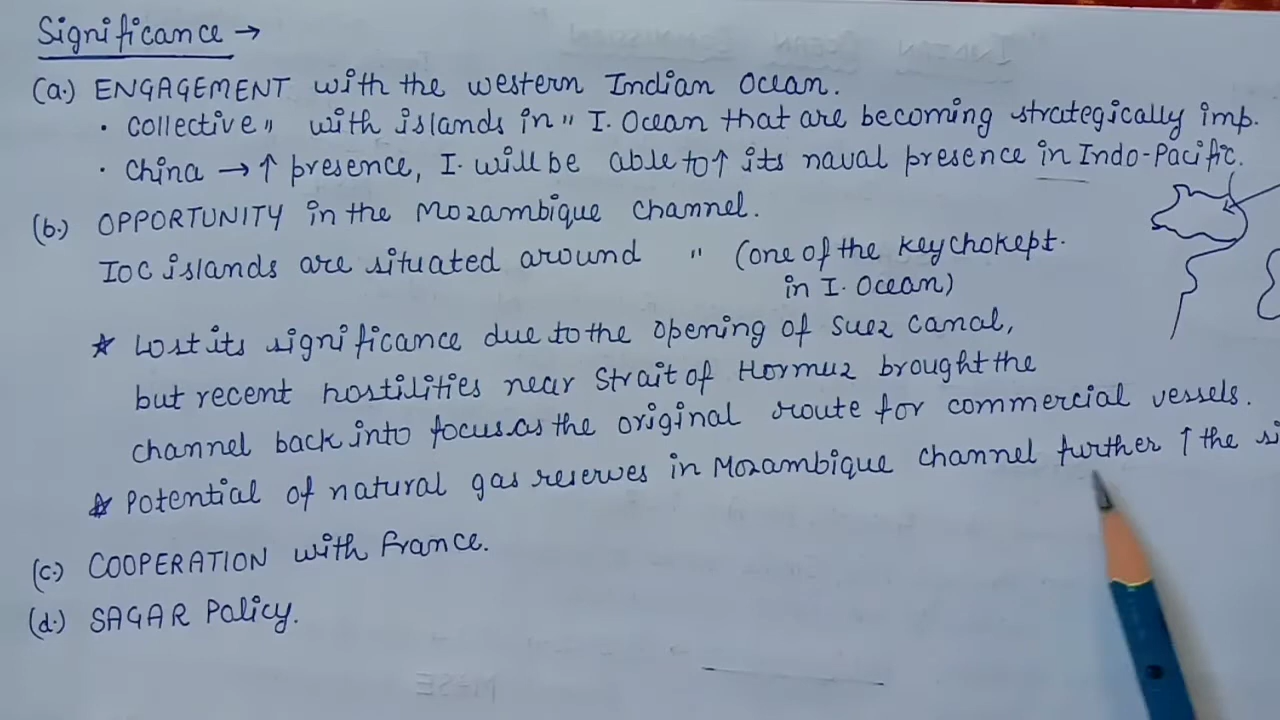 Significance →
(a.) ENGAGEMENT with the western Indian Ocean.
• collective " with islands in " I. Ocean that are becoming strategically imp.
• China → ↑ presence, I. will be able to ↑ its naval presence in Indo-Pacific.
(b.) OPPORTUNITY in the Mozambique Channel.
IOC islands are situated around " (one of the key chokept.
in I. Ocean)
★ Lost its significance due to the opening of Suez Canal,
but recent hostilities near Strait of Hormuz brought the
channel back into focus as the original route for commercial vessels.
★ Potential of natural gas reserves in Mozambique channel further ↑ the si
(c.) COOPERATION with France.
(d.) SAGAR Policy.